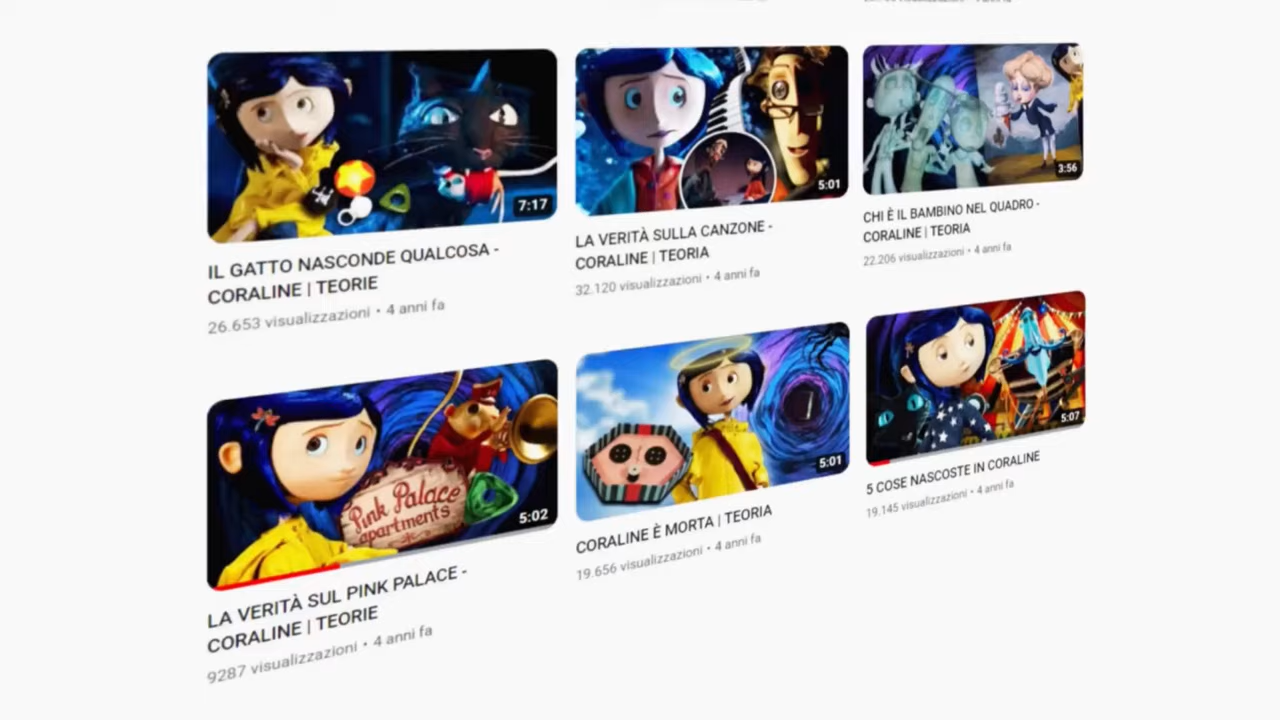 7:17
IL GATTO NASCONDE QUALCOSA -
CORALINE | TEORIE
26.653 visualizzazioni • 4 anni fa
5:01
LA VERITÀ SULLA CANZONE -
CORALINE | TEORIA
32.120 visualizzazioni • 4 anni fa
3:56
CHI È IL BAMBINO NEL QUADRO -
CORALINE | TEORIA
22.206 visualizzazioni • 4 anni fa
Pink Palace
apartments
5:02
LA VERITÀ SUL PINK PALACE -
CORALINE | TEORIE
9287 visualizzazioni • 4 anni fa
5:01
CORALINE È MORTA | TEORIA
19.656 visualizzazioni • 4 anni fa
5:07
5 COSE NASCOSTE IN CORALINE
19.145 visualizzazioni • 4 anni fa